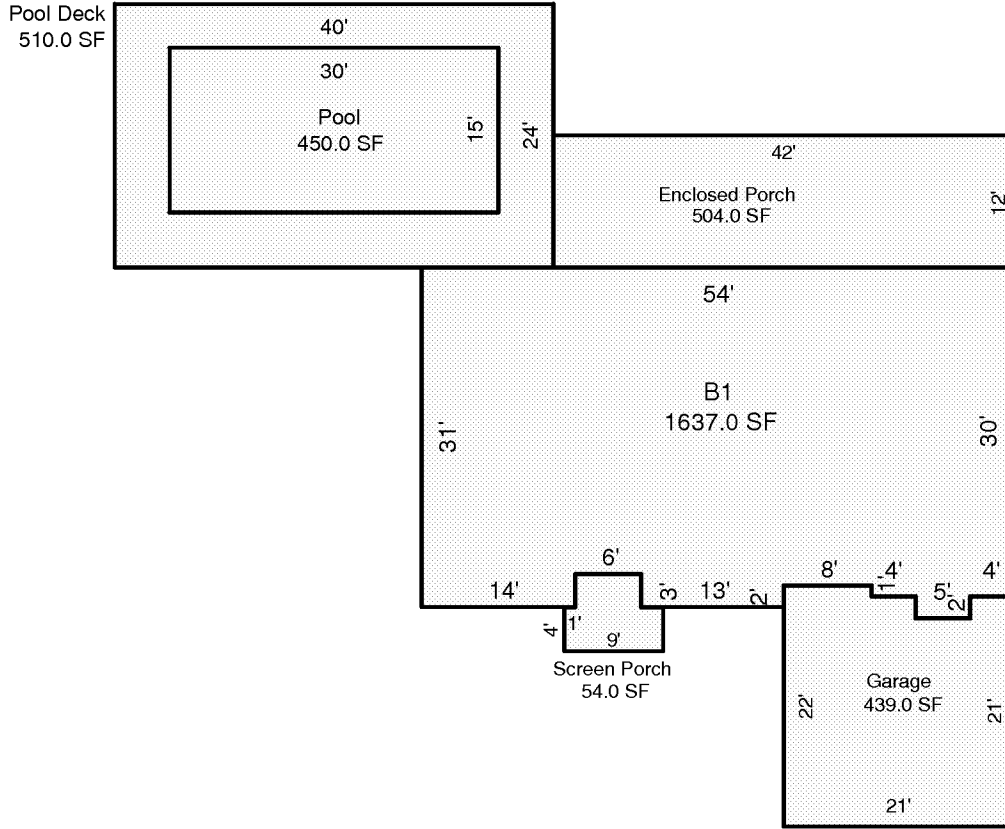 Pool Deck
510.0 SF
40'
30'
Pool
450.0 SF
15'
24'
42'
Enclosed Porch
504.0 SF
12'
54'
B1
1637.0 SF
31'
30'
6'
14'
3'
13'
2'
8'
1'
4'
5'
2'
4'
4'
1'
9'
Screen Porch
54.0 SF
Garage
439.0 SF
22'
21'
21'